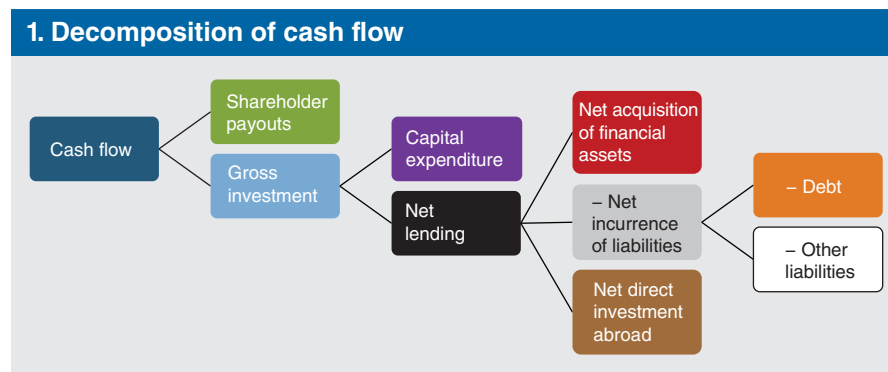 1. Decomposition of cash flow
Cash flow
Shareholder
payouts
Gross
investment
Capital
expenditure
Net
lending
Net acquisition
of financial
assets
– Net
incurrence
of liabilities
Net direct
investment
abroad
– Debt
– Other
liabilities